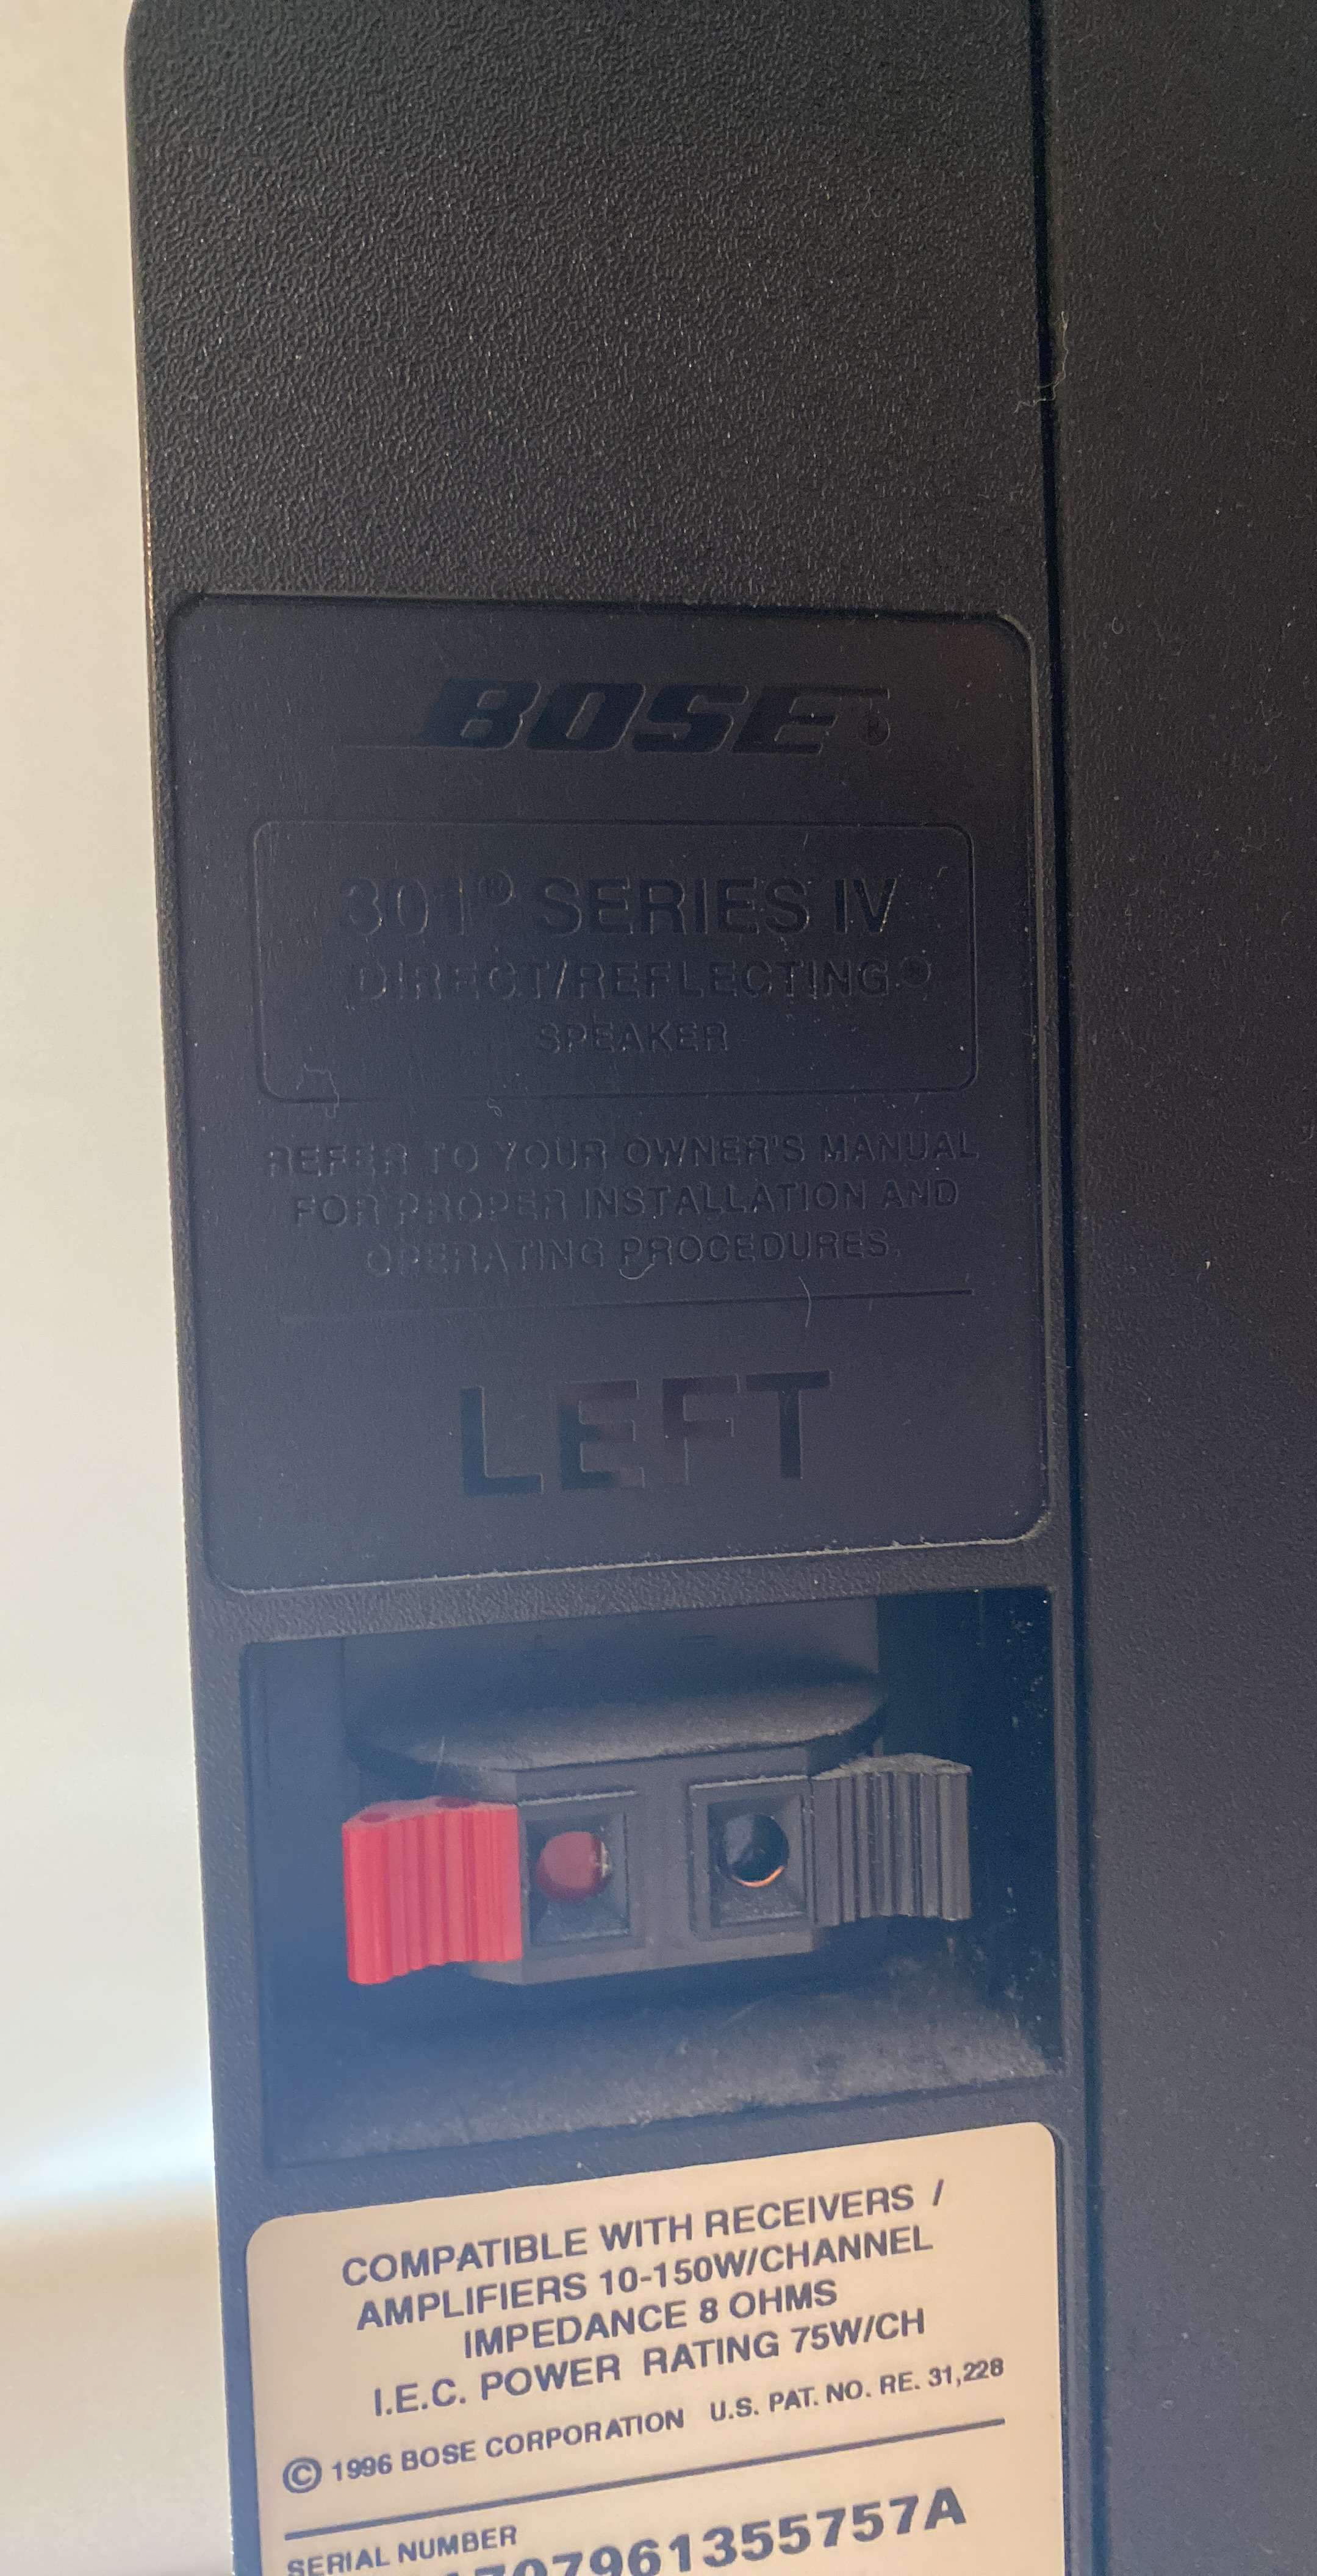 BOSE®
301® SERIES IV
DIRECT/REFLECTING®
SPEAKER
REFER TO YOUR OWNER'S MANUAL
FOR PROPER INSTALLATION AND
OPERATING PROCEDURES.
LEFT
+ −
COMPATIBLE WITH RECEIVERS /
AMPLIFIERS 10-150W/CHANNEL
IMPEDANCE 8 OHMS
I.E.C. POWER RATING 75W/CH
© 1996 BOSE CORPORATION U.S. PAT. NO. RE. 31,228
SERIAL NUMBER